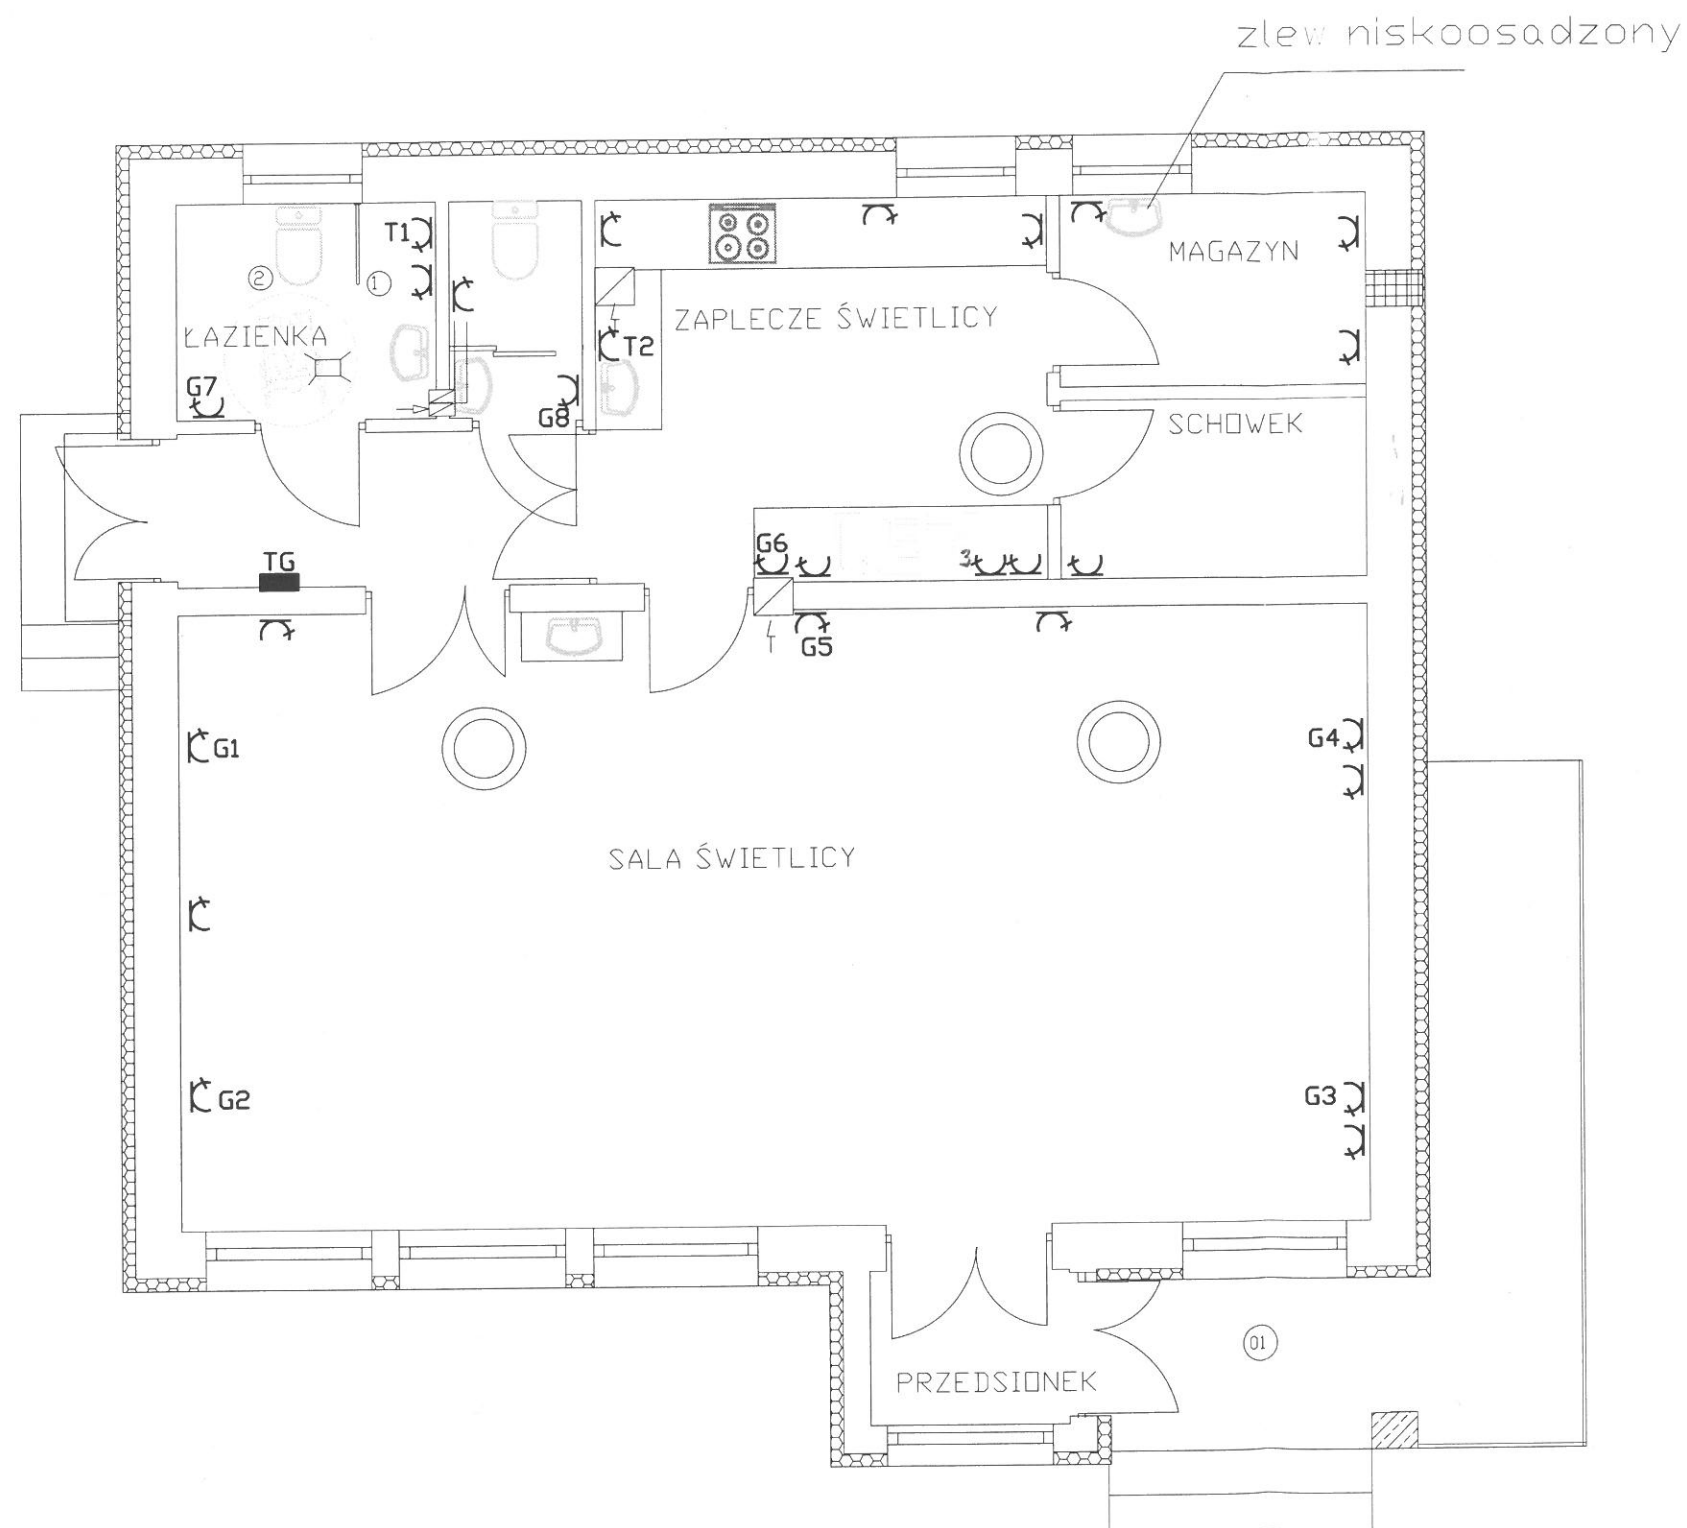 zlew niskoosadzony
T1
MAGAZYN
2
1
ZAPLECZE ŚWIETLICY
ŁAZIENKA
T2
G7
G8
SCHOWEK
TG
G6
3
G5
G1
G4
SALA ŚWIETLICY
G2
G3
01
PRZEDSIONEK